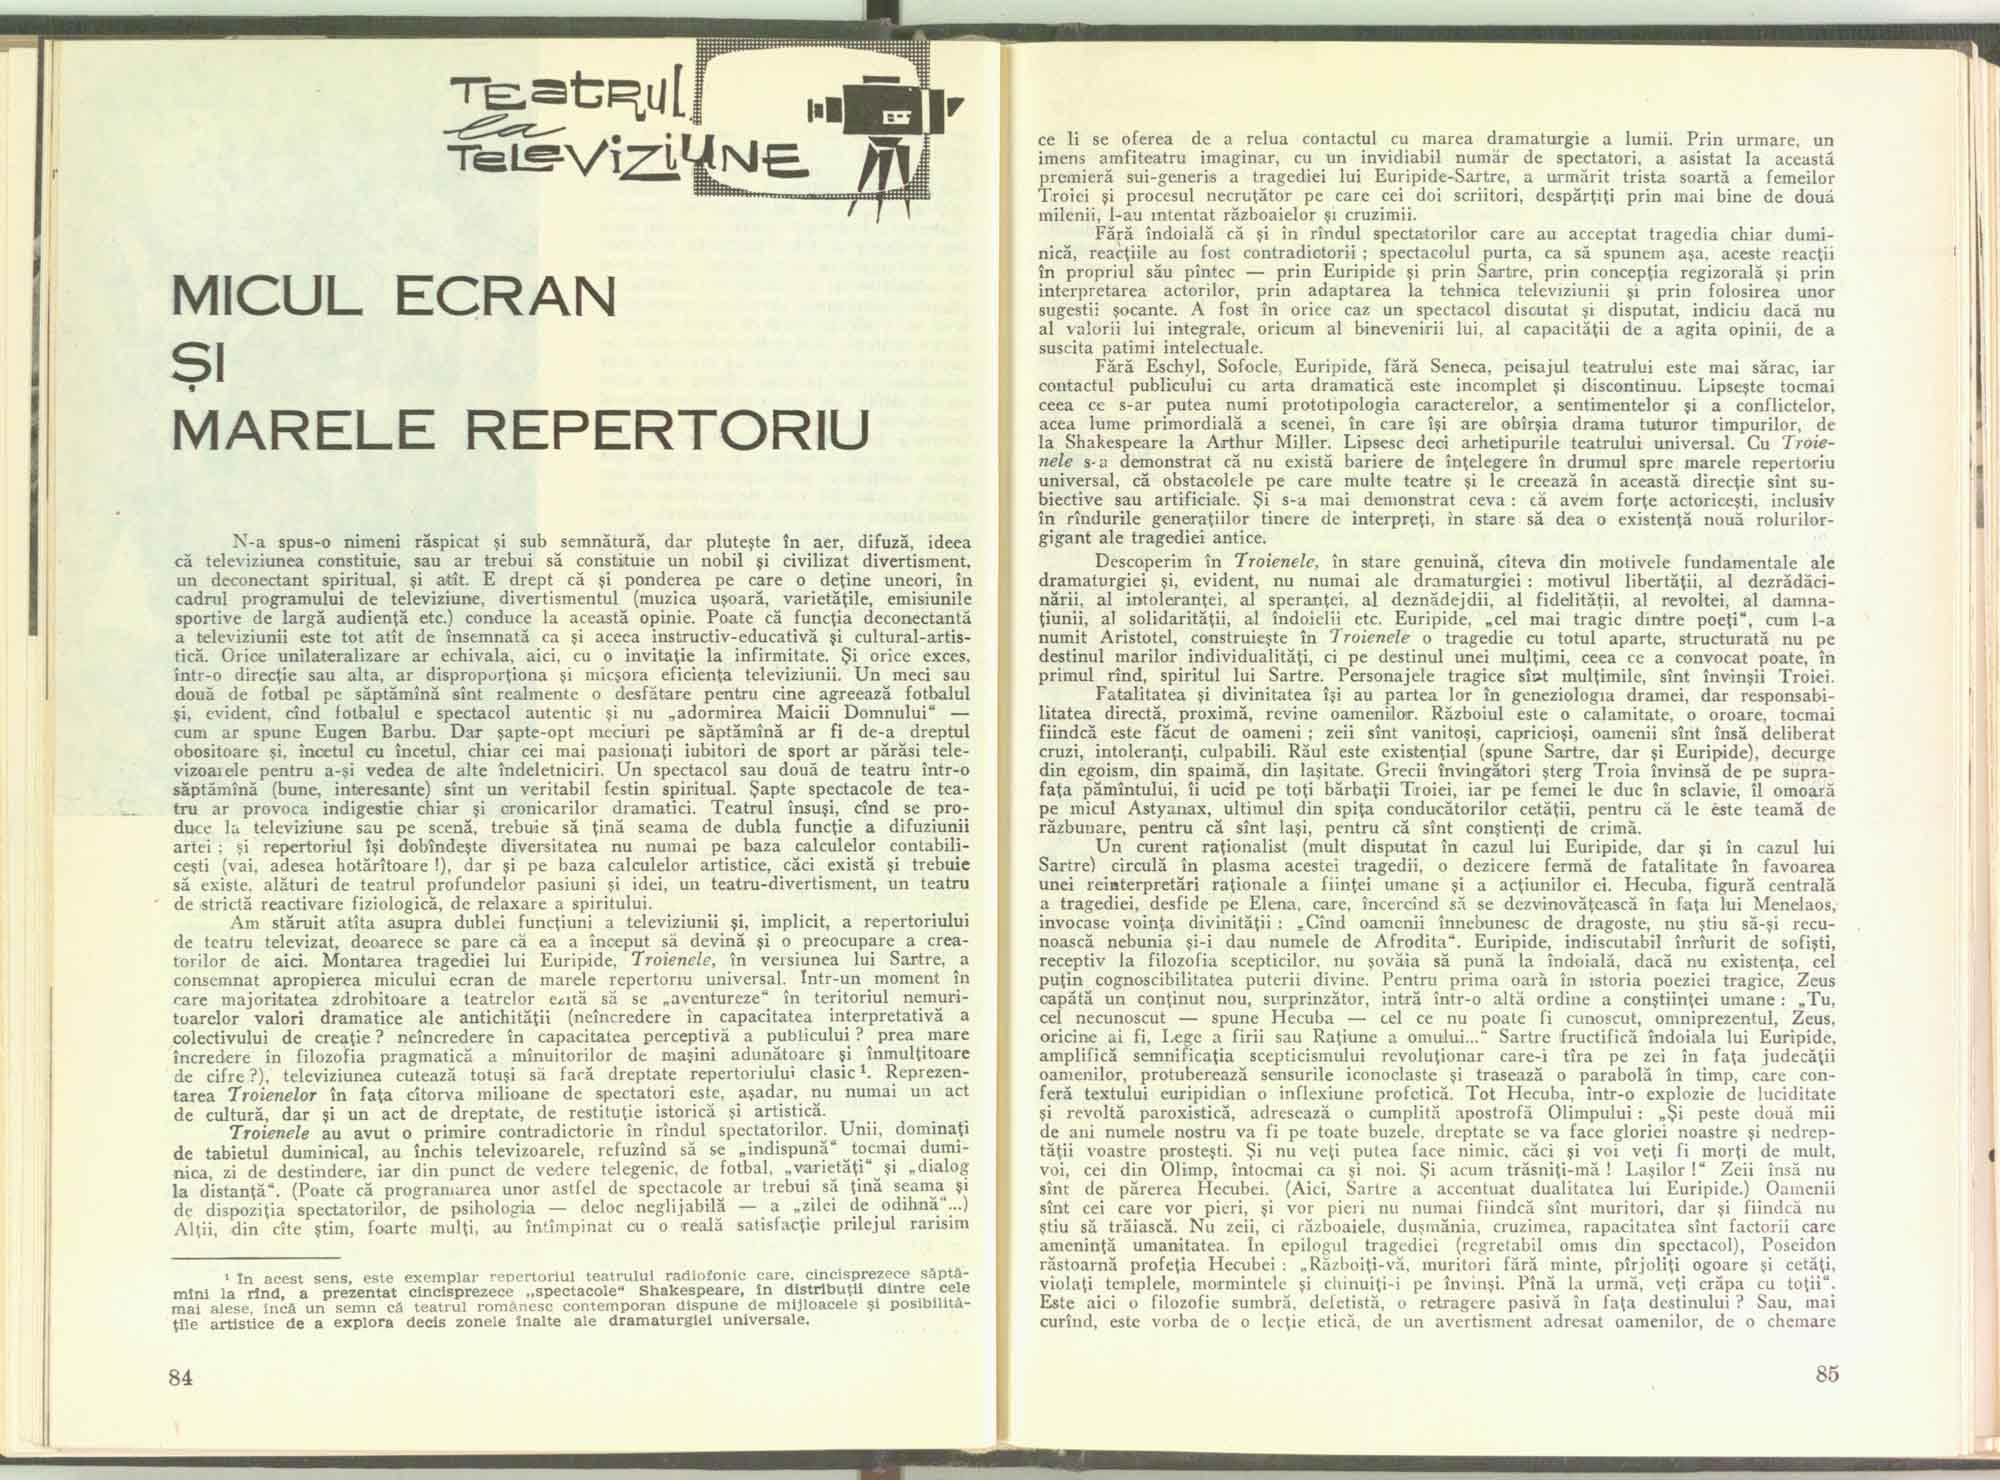 TEatRul
la
TeLeViZiUNE
MICUL ECRAN
ȘI
MARELE REPERTORIU
N-a spus-o nimeni răspicat și sub semnătură, dar plutește în aer, difuză, ideea
că televiziunea constituie, sau ar trebui să constituie un nobil și civilizat divertisment,
un deconectant spiritual, și atît. E drept că și ponderea pe care o deține uneori, în
cadrul programului de televiziune, divertismentul (muzica ușoară, varietățile, emisiunile
sportive de largă audiență etc.) conduce la această opinie. Poate că funcția deconectantă
a televiziunii este tot atît de însemnată ca și aceea instructiv-educativă și cultural-artis-
tică. Orice unilateralizare ar echivala, aici, cu o invitație la infirmitate. Și orice exces,
într-o direcție sau alta, ar disproporționa și micșora eficiența televiziunii. Un meci sau
două de fotbal pe săptămînă sînt realmente o desfătare pentru cine agreează fotbalul
și, evident, cînd fotbalul e spectacol autentic și nu „adormirea Maicii Domnului“ —
cum ar spune Eugen Barbu. Dar șapte-opt meciuri pe săptămînă ar fi de-a dreptul
obositoare și, încetul cu încetul, chiar cei mai pasionați iubitori de sport ar părăsi tele-
vizoarele pentru a-și vedea de alte îndeletniciri. Un spectacol sau două de teatru într-o
săptămînă (bune, interesante) sînt un veritabil festin spiritual. Șapte spectacole de tea-
tru ar provoca indigestie chiar și cronicarilor dramatici. Teatrul însuși, cînd se pro-
duce la televiziune sau pe scenă, trebuie să țină seama de dubla funcție a difuziunii
artei ; și repertoriul își dobîndește diversitatea nu numai pe baza calculelor contabili-
cești (vai, adesea hotărîtoare !), dar și pe baza calculelor artistice, căci există și trebuie
să existe, alături de teatrul profundelor pasiuni și idei, un teatru-divertisment, un teatru
de strictă reactivare fiziologică, de relaxare a spiritului.
Am stăruit atîta asupra dublei funcțiuni a televiziunii și, implicit, a repertoriului
de teatru televizat, deoarece se pare că ea a început să devină și o preocupare a crea-
torilor de aici. Montarea tragediei lui Euripide, Troienele, în versiunea lui Sartre, a
consemnat apropierea micului ecran de marele repertoriu universal. Într-un moment în
care majoritatea zdrobitoare a teatrelor ezită să se „aventureze“ în teritoriul nemuri-
toarelor valori dramatice ale antichității (neîncredere în capacitatea interpretativă a
colectivului de creație ? neîncredere în capacitatea perceptivă a publicului ? prea mare
încredere în filozofia pragmatică a mînuitorilor de mașini adunătoare și înmulțitoare
de cifre ?), televiziunea cutează totuși să facă dreptate repertoriului clasic ¹. Reprezen-
tarea Troienelor în fața cîtorva milioane de spectatori este, așadar, nu numai un act
de cultură, dar și un act de dreptate, de restituție istorică și artistică.
Troienele au avut o primire contradictorie în rîndul spectatorilor. Unii, dominați
de tabietul duminical, au închis televizoarele, refuzînd să se „indispună“ tocmai dumi-
nica, zi de destindere, iar din punct de vedere telegenic, de fotbal, „varietăți“ și „dialog
la distanță“. (Poate că programarea unor astfel de spectacole ar trebui să țină seama și
de dispoziția spectatorilor, de psihologia — deloc neglijabilă — a „zilei de odihnă“...)
Alții, din cîte știm, foarte mulți, au întîmpinat cu o reală satisfacție prilejul rarisim
¹ În acest sens, este exemplar repertoriul teatrului radiofonic care, cincisprezece săptă-
mîni la rînd, a prezentat cincisprezece „spectacole“ Shakespeare, în distribuții dintre cele
mai alese, încă un semn că teatrul românesc contemporan dispune de mijloacele și posibilită-
țile artistice de a explora decis zonele înalte ale dramaturgiei universale.
84
ce li se oferea de a relua contactul cu marea dramaturgie a lumii. Prin urmare, un
imens amfiteatru imaginar, cu un invidiabil număr de spectatori, a asistat la această
premieră sui-generis a tragediei lui Euripide-Sartre, a urmărit trista soartă a femeilor
Troiei și procesul necruțător pe care cei doi scriitori, despărțiți prin mai bine de două
milenii, l-au intentat războaielor și cruzimii.
Fără îndoială că și în rîndul spectatorilor care au acceptat tragedia chiar dumi-
nică, reacțiile au fost contradictorii ; spectacolul purta, ca să spunem așa, aceste reacții
în propriul său pîntec — prin Euripide și prin Sartre, prin concepția regizorală și prin
interpretarea actorilor, prin adaptarea la tehnica televiziunii și prin folosirea unor
sugestii șocante. A fost în orice caz un spectacol discutat și disputat, indiciu dacă nu
al valorii lui integrale, oricum al binevenirii lui, al capacității de a agita opinii, de a
suscita patimi intelectuale.
Fără Eschyl, Sofocle, Euripide, fără Seneca, peisajul teatrului este mai sărac, iar
contactul publicului cu arta dramatică este incomplet și discontinuu. Lipsește tocmai
ceea ce s-ar putea numi prototipologia caracterelor, a sentimentelor și a conflictelor,
acea lume primordială a scenei, în care își are obîrșia drama tuturor timpurilor, de
la Shakespeare la Arthur Miller. Lipsesc deci arhetipurile teatrului universal. Cu Troie-
nele s-a demonstrat că nu există bariere de înțelegere în drumul spre marele repertoriu
universal, că obstacolele pe care multe teatre și le creează în această direcție sînt su-
biective sau artificiale. Și s-a mai demonstrat ceva : că avem forțe actoricești, inclusiv
în rîndurile generațiilor tinere de interpreți, în stare să dea o existență nouă rolurilor-
gigant ale tragediei antice.
Descoperim în Troienele, în stare genuină, cîteva din motivele fundamentale ale
dramaturgiei și, evident, nu numai ale dramaturgiei : motivul libertății, al dezrădăci-
nării, al intoleranței, al speranței, al deznădejdii, al fidelității, al revoltei, al damna-
țiunii, al solidarității, al îndoielii etc. Euripide, „cel mai tragic dintre poeți“, cum l-a
numit Aristotel, construiește în Troienele o tragedie cu totul aparte, structurată nu pe
destinul marilor individualități, ci pe destinul unei mulțimi, ceea ce a convocat poate, în
primul rînd, spiritul lui Sartre. Personajele tragice sînt mulțimile, sînt învinșii Troiei.
Fatalitatea și divinitatea își au partea lor în geneziologia dramei, dar responsabi-
litatea directă, proximă, revine oamenilor. Războiul este o calamitate, o oroare, tocmai
fiindcă este făcut de oameni ; zeii sînt vanitoși, capricioși, oamenii sînt însă deliberat
cruzi, intoleranți, culpabili. Răul este existențial (spune Sartre, dar și Euripide), decurge
din egoism, din spaimă, din lașitate. Grecii învingători șterg Troia învinsă de pe supra-
fața pămîntului, îi ucid pe toți bărbații Troiei, iar pe femei le duc în sclavie, îl omoară
pe micul Astyanax, ultimul din spița conducătorilor cetății, pentru că le este teamă de
răzbunare, pentru că sînt lași, pentru că sînt conștienți de crimă.
Un curent raționalist (mult disputat în cazul lui Euripide, dar și în cazul lui
Sartre) circulă în plasma acestei tragedii, o dezicere fermă de fatalitate în favoarea
unei reinterpretări raționale a ființei umane și a acțiunilor ei. Hecuba, figură centrală
a tragediei, desfide pe Elena, care, încercînd să se dezvinovățească în fața lui Menelaos,
invocase voința divinității : „Cînd oamenii înnebunesc de dragoste, nu știu să-și recu-
noască nebunia și-i dau numele de Afrodita“. Euripide, indiscutabil înrîurit de sofiști,
receptiv la filozofia scepticilor, nu șovăia să pună la îndoială, dacă nu existența, cel
puțin cognoscibilitatea puterii divine. Pentru prima oară în istoria poeziei tragice, Zeus
capătă un conținut nou, surprinzător, intră într-o altă ordine a conștiinței umane : „Tu,
cel necunoscut — spune Hecuba — cel ce nu poate fi cunoscut, omniprezentul, Zeus,
oricine ai fi, Lege a firii sau Rațiune a omului...“ Sartre fructifică îndoiala lui Euripide,
amplifică semnificația scepticismului revoluționar care-i tîra pe zei în fața judecății
oamenilor, protuberează sensurile iconoclaste și trasează o parabolă în timp, care con-
feră textului euripidian o inflexiune profetică. Tot Hecuba, într-o explozie de luciditate
și revoltă paroxistică, adresează o cumplită apostrofă Olimpului : „Și peste două mii
de ani numele nostru va fi pe toate buzele, dreptate se va face gloriei noastre și nedrep-
tății voastre prostești. Și nu veți putea face nimic, căci și voi veți fi morți de mult,
voi, cei din Olimp, întocmai ca și noi. Și acum trăsniți-mă ! Lașilor !“ Zeii însă nu
sînt de părerea Hecubei. (Aici, Sartre a accentuat dualitatea lui Euripide.) Oamenii
sînt cei care vor pieri, și vor pieri nu numai fiindcă sînt muritori, dar și fiindcă nu
știu să trăiască. Nu zeii, ci războaiele, dușmănia, cruzimea, rapacitatea sînt factorii care
amenință umanitatea. În epilogul tragediei (regretabil omis din spectacol), Poseidon
răstoarnă profeția Hecubei : „Războiți-vă, muritori fără minte, pîrjoliți ogoare și cetăți,
violați templele, mormintele și chinuiți-i pe învinși. Pînă la urmă, veți crăpa cu toții“.
Este aici o filozofie sumbră, defetistă, o retragere pasivă în fața destinului ? Sau, mai
curînd, este vorba de o lecție etică, de un avertisment adresat oamenilor, de o chemare
85